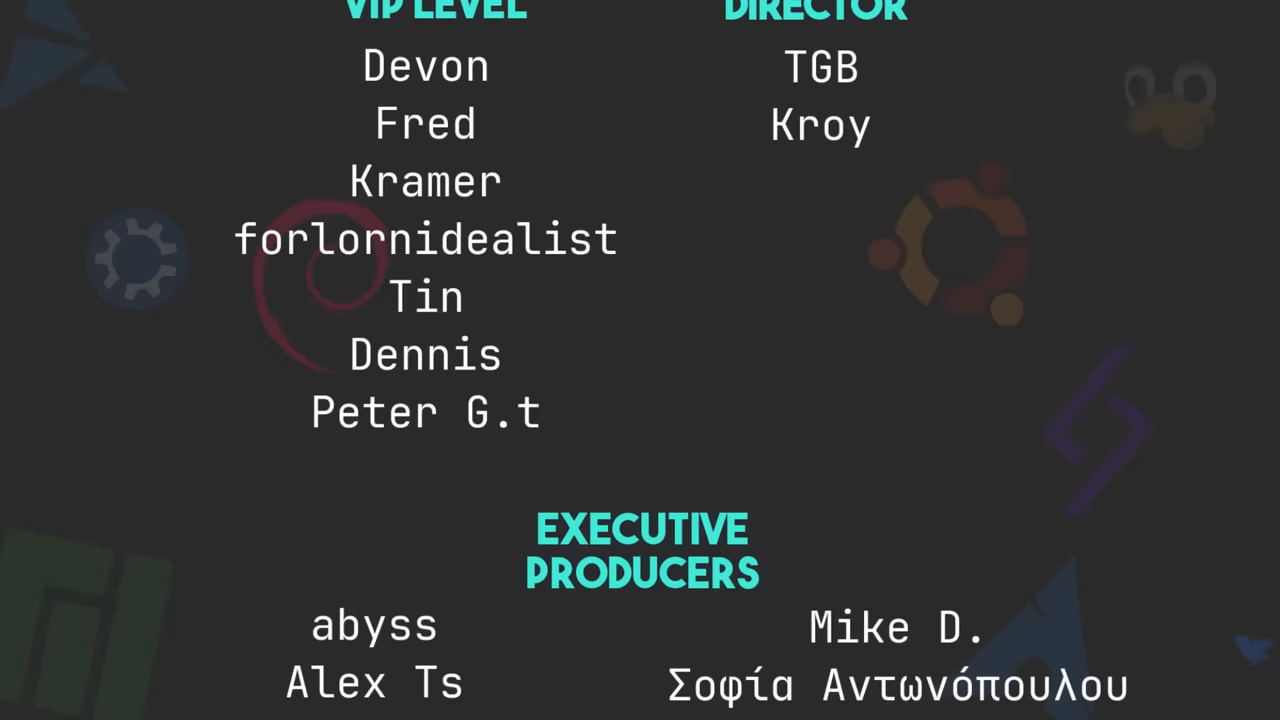 VIP LEVEL
Devon
Fred
Kramer
forlornidealist
Tin
Dennis
Peter G.t
DIRECTOR
TGB
Kroy
EXECUTIVE
PRODUCERS
abyss
Alex Ts
Mike D.
Σοφία Αντωνόπουλου